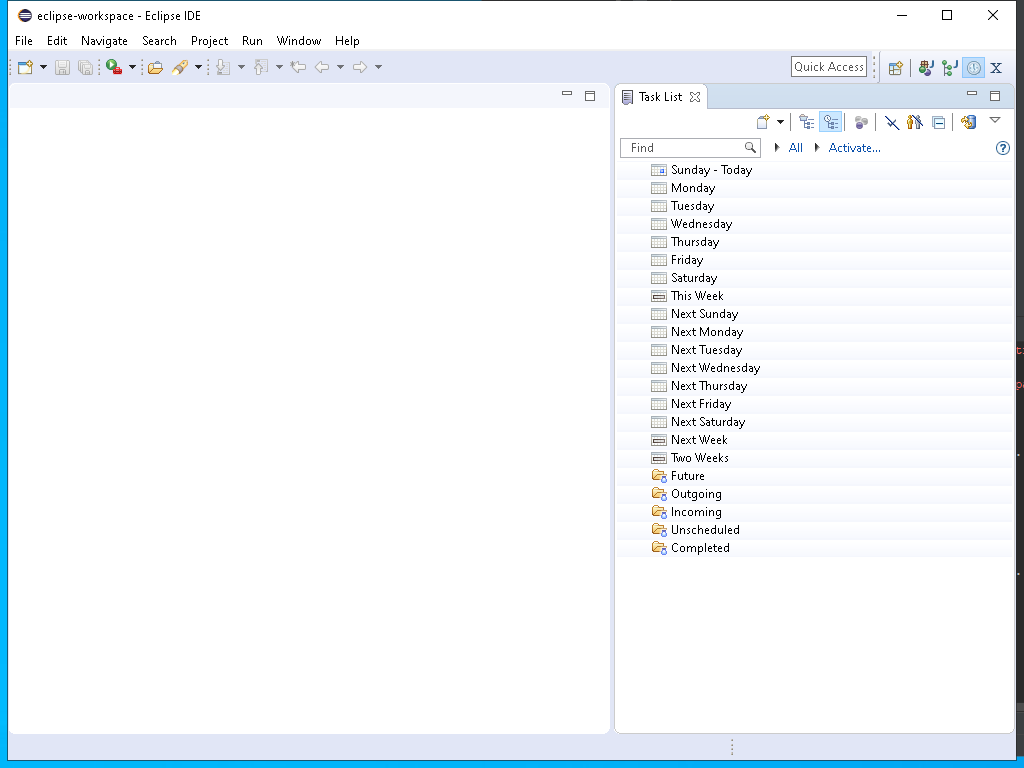 eclipse-workspace - Eclipse IDE
File Edit Navigate Search Project Run Window Help
Quick Access
Task List
Find All Activate...
Sunday - Today
Monday
Tuesday
Wednesday
Thursday
Friday
Saturday
This Week
Next Sunday
Next Monday
Next Tuesday
Next Wednesday
Next Thursday
Next Friday
Next Saturday
Next Week
Two Weeks
Future
Outgoing
Incoming
Unscheduled
Completed